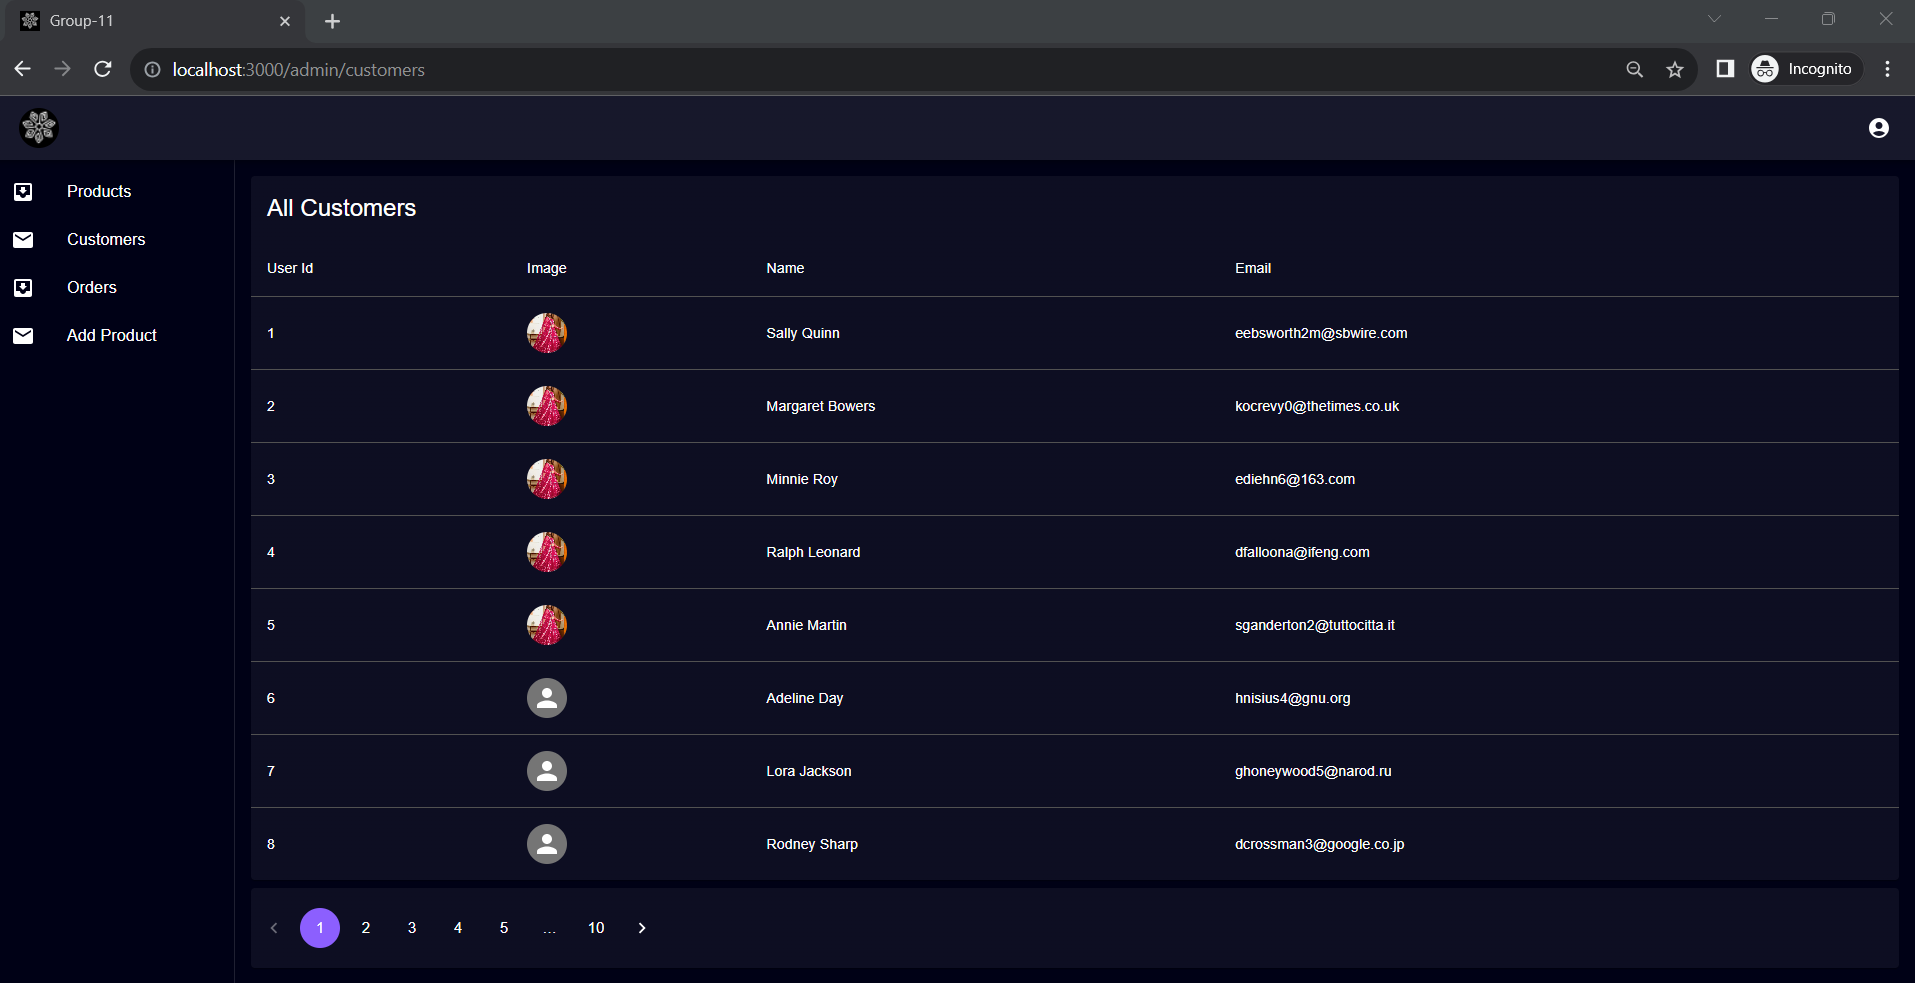 Group-11
localhost:3000/admin/customers
Incognito
Products
Customers
Orders
Add Product
All Customers
User Id Image Name Email
1 Sally Quinn eebsworth2m@sbwire.com
2 Margaret Bowers kocrevy0@thetimes.co.uk
3 Minnie Roy ediehn6@163.com
4 Ralph Leonard dfalloona@ifeng.com
5 Annie Martin sganderton2@tuttocitta.it
6 Adeline Day hnisius4@gnu.org
7 Lora Jackson ghoneywood5@narod.ru
8 Rodney Sharp dcrossman3@google.co.jp
1 2 3 4 5 ... 10